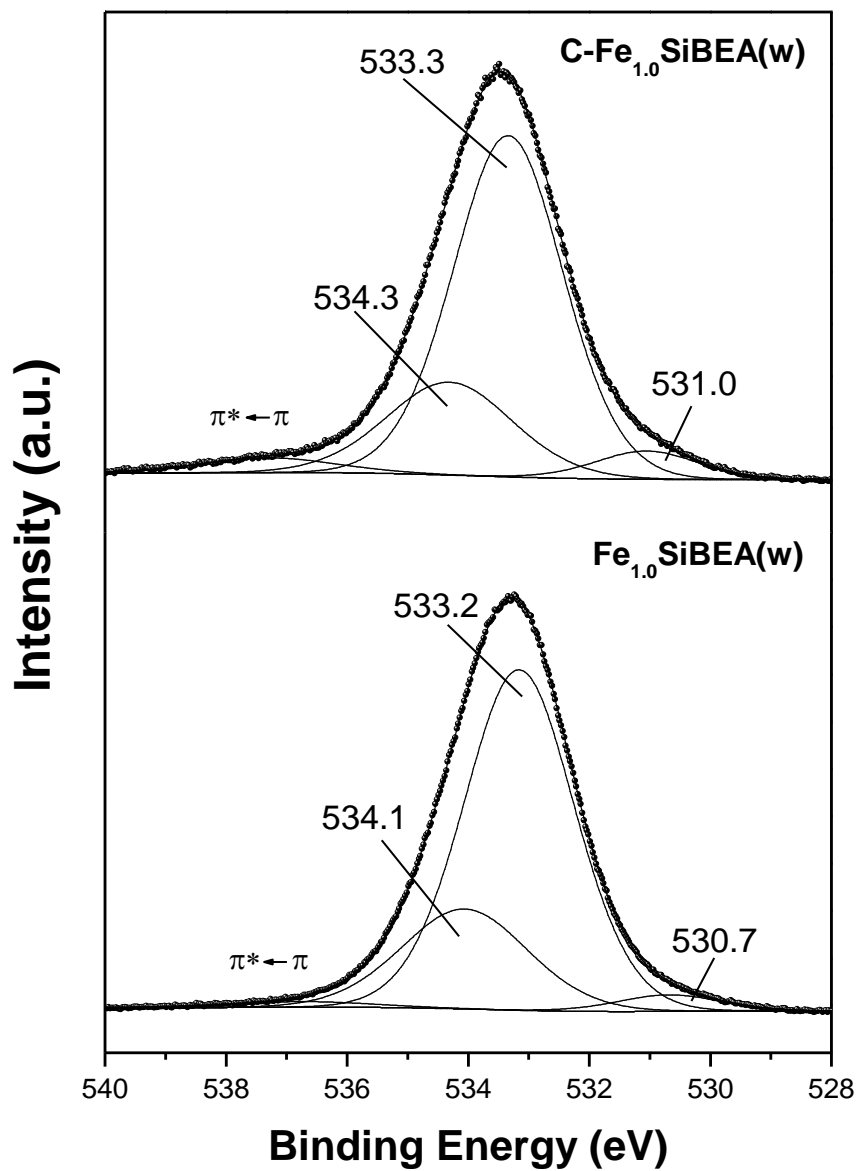 C-Fe1.0SiBEA(w)
533.3
534.3
531.0
π* ← π
Fe1.0SiBEA(w)
533.2
534.1
530.7
π* ← π
Intensity (a.u.)
540 538 536 534 532 530 528
Binding Energy (eV)